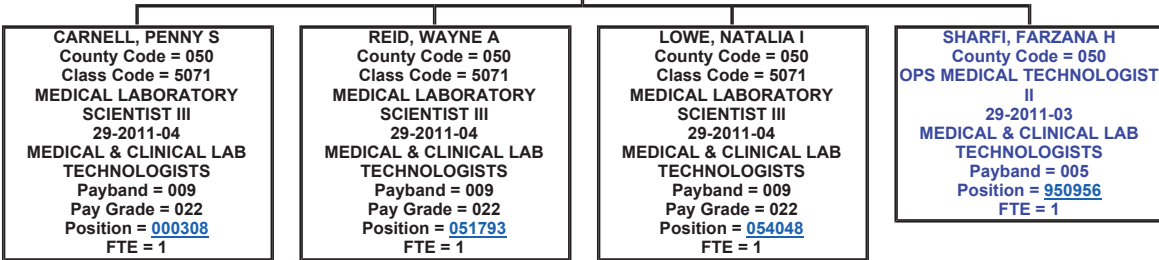 CARNELL, PENNY S
County Code = 050
Class Code = 5071
MEDICAL LABORATORY
SCIENTIST III
29-2011-04
MEDICAL & CLINICAL LAB
TECHNOLOGISTS
Payband = 009
Pay Grade = 022
Position = 000308
FTE = 1
REID, WAYNE A
County Code = 050
Class Code = 5071
MEDICAL LABORATORY
SCIENTIST III
29-2011-04
MEDICAL & CLINICAL LAB
TECHNOLOGISTS
Payband = 009
Pay Grade = 022
Position = 051793
FTE = 1
LOWE, NATALIA I
County Code = 050
Class Code = 5071
MEDICAL LABORATORY
SCIENTIST III
29-2011-04
MEDICAL & CLINICAL LAB
TECHNOLOGISTS
Payband = 009
Pay Grade = 022
Position = 054048
FTE = 1
SHARFI, FARZANA H
County Code = 050
OPS MEDICAL TECHNOLOGIST
II
29-2011-03
MEDICAL & CLINICAL LAB
TECHNOLOGISTS
Payband = 005
Position = 950956
FTE = 1